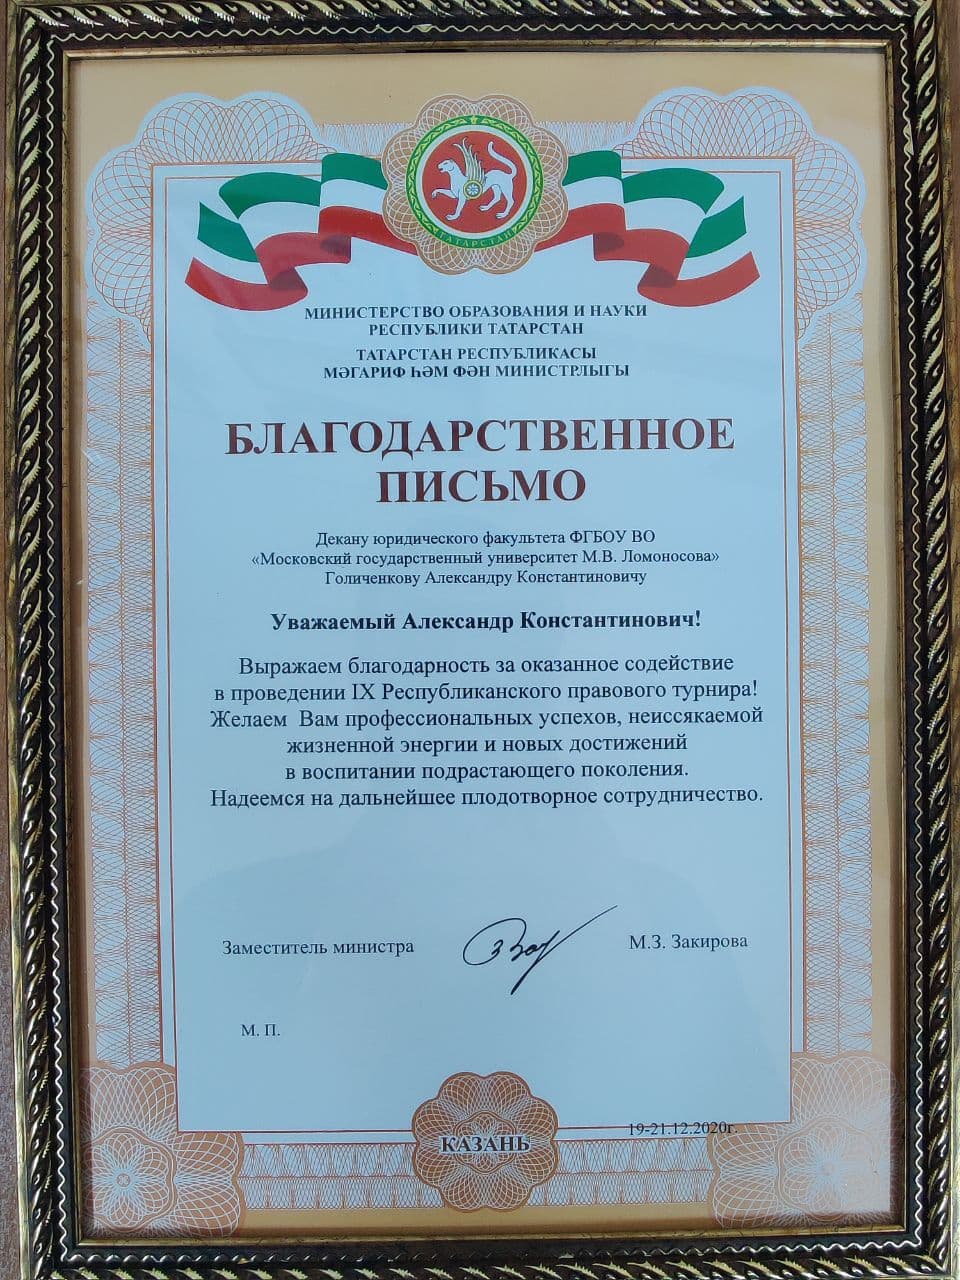 ТАТАРСТАН
МИНИСТЕРСТВО ОБРАЗОВАНИЯ И НАУКИ
РЕСПУБЛИКИ ТАТАРСТАН
ТАТАРСТАН РЕСПУБЛИКАСЫ
МӘГАРИФ ҺӘМ ФӘН МИНИСТРЛЫГЫ
БЛАГОДАРСТВЕННОЕ
ПИСЬМО
Декану юридического факультета ФГБОУ ВО
«Московский государственный университет М.В. Ломоносова»
Голиченкову Александру Константиновичу
Уважаемый Александр Константинович!
Выражаем благодарность за оказанное содействие
в проведении IX Республиканского правового турнира!
Желаем Вам профессиональных успехов, неиссякаемой
жизненной энергии и новых достижений
в воспитании подрастающего поколения.
Надеемся на дальнейшее плодотворное сотрудничество.
Заместитель министра М.З. Закирова
М. П.
19-21.12.2020г.
КАЗАНЬ